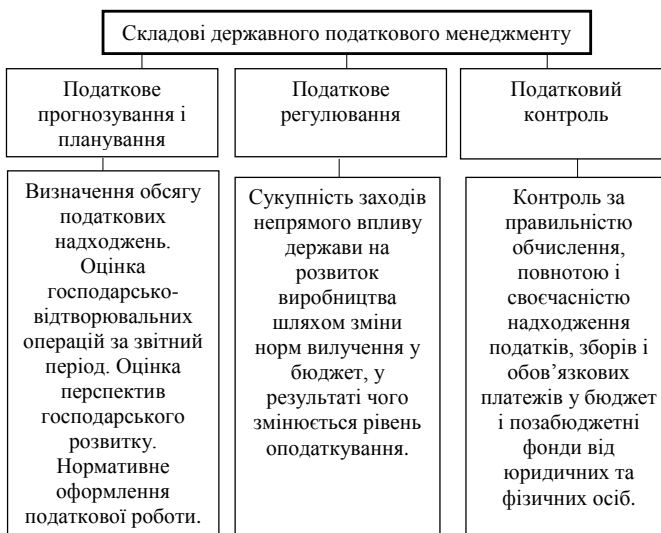 Складові державного податкового менеджменту
Податкове
прогнозування і
планування
Податкове
регулювання
Податковий
контроль
Визначення обсягу
податкових
надходжень.
Оцінка
господарсько-
відтворювальних
операцій за звітний
період. Оцінка
перспектив
господарського
розвитку.
Нормативне
оформлення
податкової роботи.
Сукупність заходів
непрямого впливу
держави на
розвиток
виробництва
шляхом зміни
норм вилучення у
бюджет, у
результаті чого
змінюється рівень
оподаткування.
Контроль за
правильністю
обчислення,
повнотою і
своєчасністю
надходження
податків, зборів і
обов’язкових
платежів у бюджет
і позабюджетні
фонди від
юридичних та
фізичних осіб.